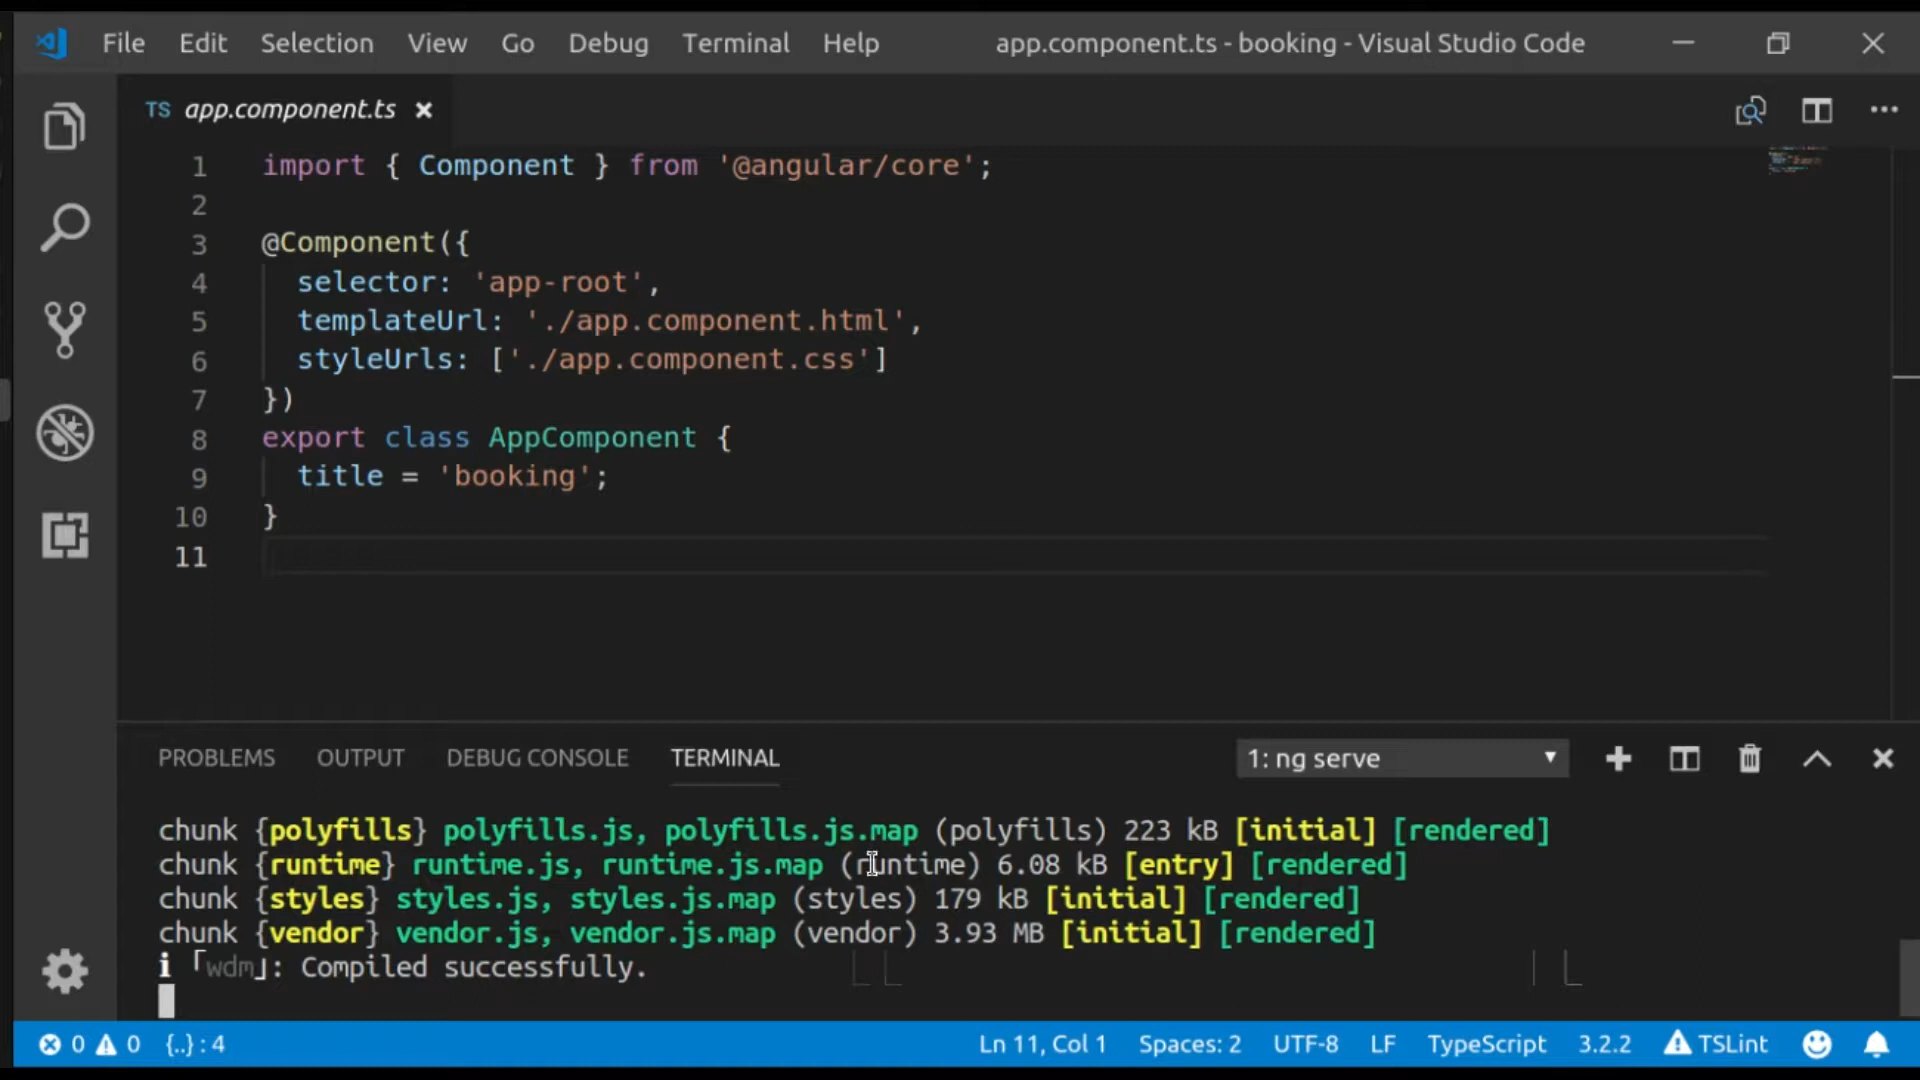 File Edit Selection View Go Debug Terminal Help app.component.ts - booking - Visual Studio Code
TS app.component.ts
1 import { Component } from '@angular/core';
2
3 @Component({
4 selector: 'app-root',
5 templateUrl: './app.component.html',
6 styleUrls: ['./app.component.css']
7 })
8 export class AppComponent {
9 title = 'booking';
10 }
11
PROBLEMS OUTPUT DEBUG CONSOLE TERMINAL 1: ng serve
chunk {polyfills} polyfills.js, polyfills.js.map (polyfills) 223 kB [initial] [rendered]
chunk {runtime} runtime.js, runtime.js.map (runtime) 6.08 kB [entry] [rendered]
chunk {styles} styles.js, styles.js.map (styles) 179 kB [initial] [rendered]
chunk {vendor} vendor.js, vendor.js.map (vendor) 3.93 MB [initial] [rendered]
ℹ 「wdm」: Compiled successfully.
0 0 {..} : 4 Ln 11, Col 1 Spaces: 2 UTF-8 LF TypeScript 3.2.2 TSLint